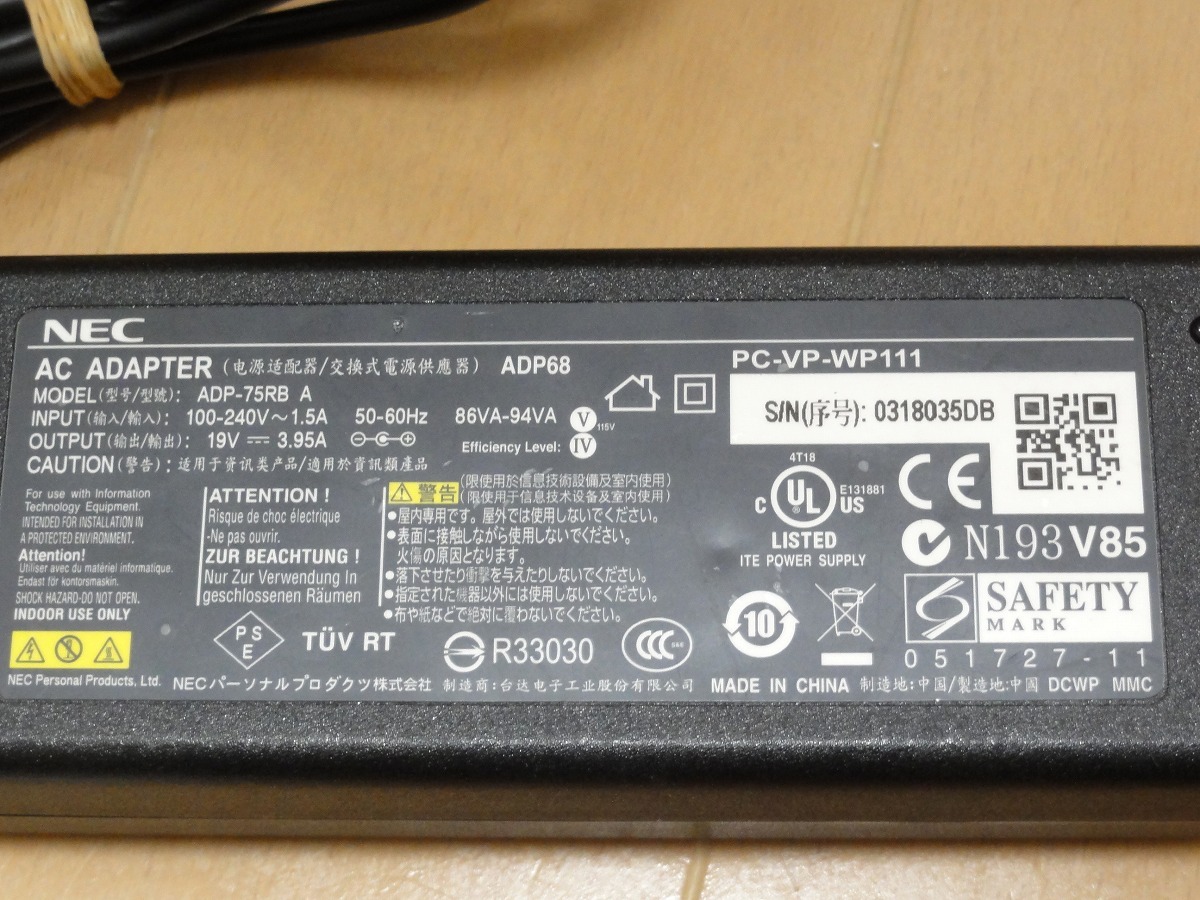 NEC
AC ADAPTER (电源适配器/交換式電源供應器) ADP68
PC-VP-WP111
MODEL(型号/型號): ADP-75RB A
INPUT(输入/輸入): 100-240V~1.5A 50-60Hz 86VA-94VA
V 115V
OUTPUT(输出/輸出): 19V ⎓ 3.95A
Efficiency Level: IV
CAUTION(警告): 适用于资讯类产品/適用於資訊類產品
S/N(序号): 0318035DB
For use with Information
Technology Equipment.
INTENDED FOR INSTALLATION IN
A PROTECTED ENVIRONMENT.
Attention!
Utiliser avec du matériel informatique.
Endast för kontorsmaskin.
SHOCK HAZARD-DO NOT OPEN.
INDOOR USE ONLY
ATTENTION !
Risque de choc électrique
-Ne pas ouvrir.
ZUR BEACHTUNG !
Nur Zur Verwendung In
geschlossenen Räumen
警告
(限使用於信息技術設備及室内使用)
(限使用于信息技术设备及室内使用)
●屋内専用です。屋外では使用しないでください。
●表面に接触しながら使用しないでください。
火傷の原因となります。
●落下させたり衝撃を与えたりしないでください。
●指定された機器以外には使用しないでください。
●布や紙などで絶対に覆わないでください。
4T18
C UL US
E131881
LISTED
ITE POWER SUPPLY
CE
N193 V85
SAFETY
MARK
051727-11
10
PSE
TÜV RT
R33030
CCC
S&E
NEC Personal Products, Ltd.
NECパーソナルプロダクツ株式会社
制造商:台达电子工业股份有限公司
MADE IN CHINA 制造地:中国/製造地:中國 DCWP MMC